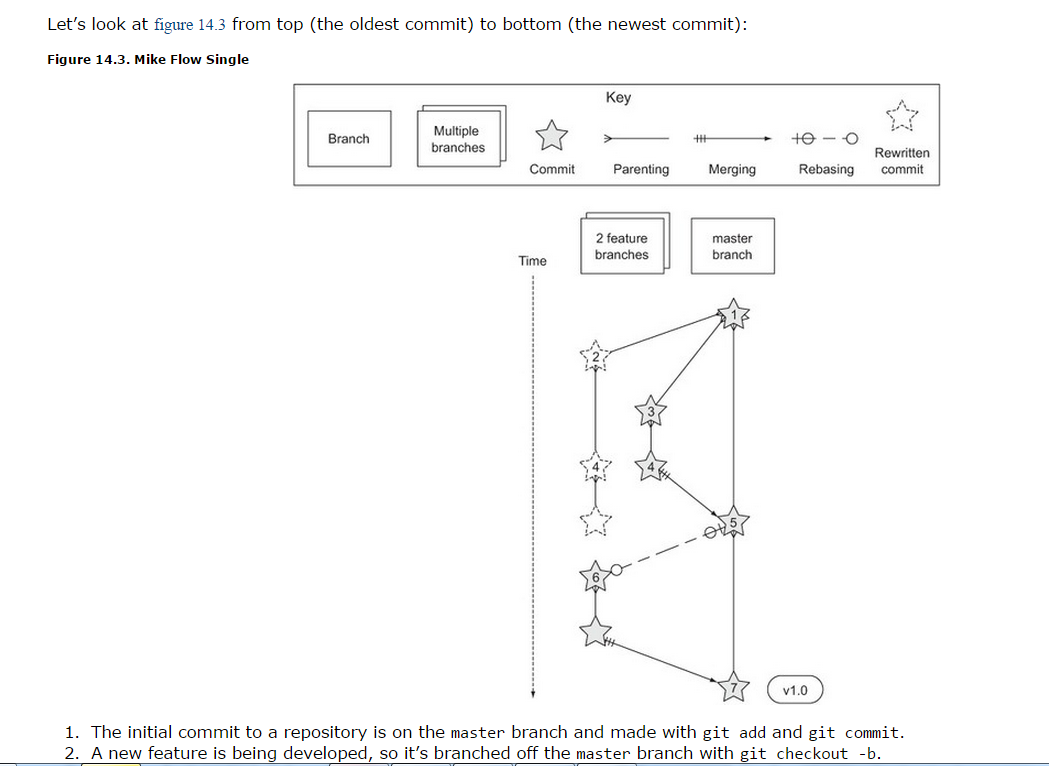 Let's look at figure 14.3 from top (the oldest commit) to bottom (the newest commit):
Figure 14.3. Mike Flow Single
Key
Branch
Multiple
branches
Commit
Parenting
Merging
Rebasing
Rewritten
commit
2 feature
branches
master
branch
Time
1
2
3
4
4
5
6
7
v1.0
1. The initial commit to a repository is on the master branch and made with git add and git commit.
2. A new feature is being developed, so it's branched off the master branch with git checkout -b.